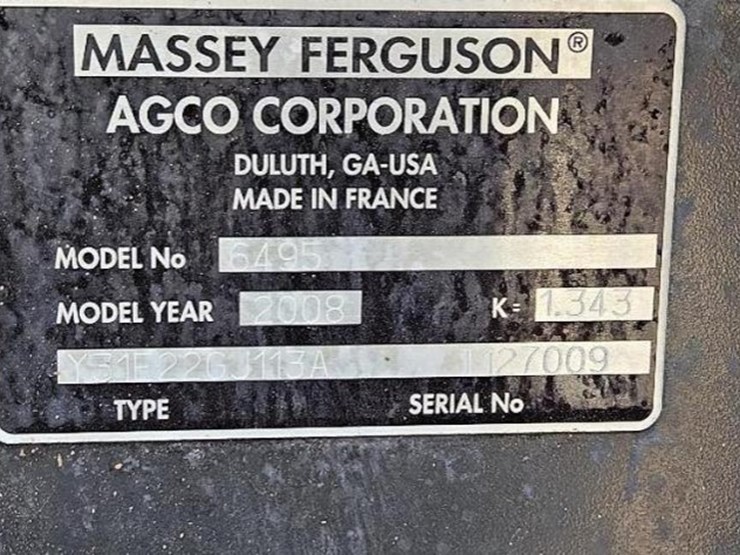 MASSEY FERGUSON®
AGCO CORPORATION
DULUTH, GA-USA
MADE IN FRANCE
MODEL No 6495
MODEL YEAR 2008 K= 1.343
TYPE SERIAL No